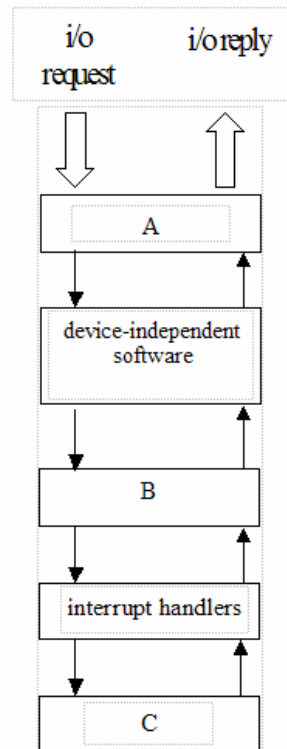 i/o
request
i/o reply
A
device-independent
software
B
interrupt handlers
C